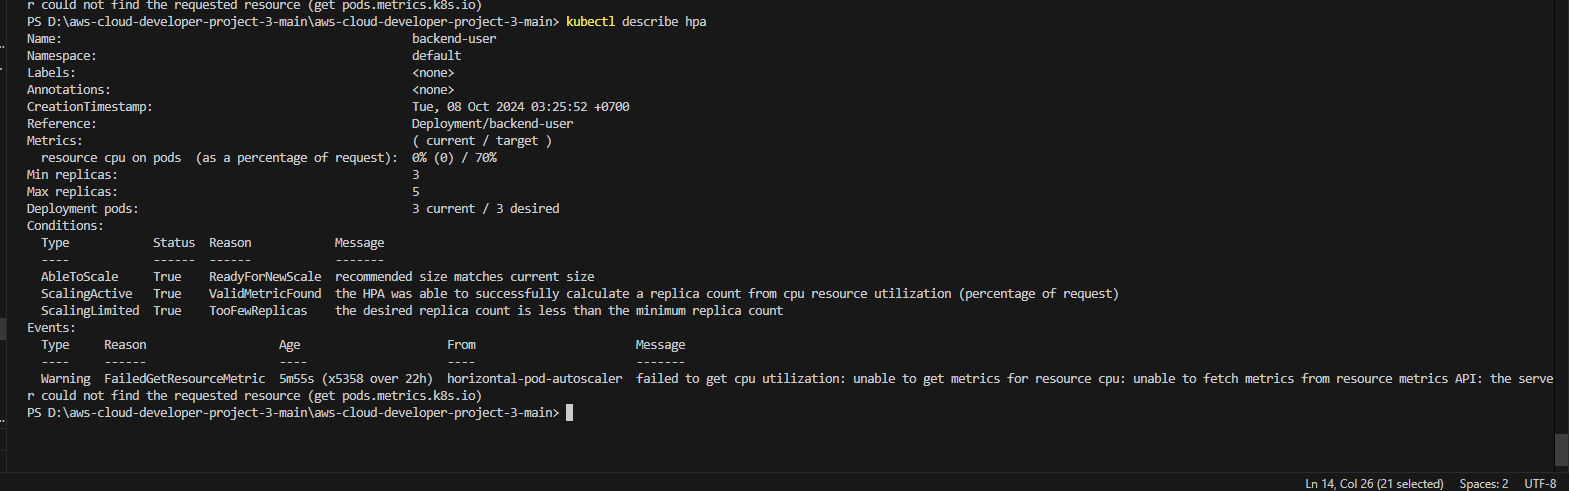 r could not find the requested resource (get pods.metrics.k8s.io)
PS D:\aws-cloud-developer-project-3-main\aws-cloud-developer-project-3-main> kubectl describe hpa
Name: backend-user
Namespace: default
Labels: <none>
Annotations: <none>
CreationTimestamp: Tue, 08 Oct 2024 03:25:52 +0700
Reference: Deployment/backend-user
Metrics: ( current / target )
resource cpu on pods (as a percentage of request): 0% (0) / 70%
Min replicas: 3
Max replicas: 5
Deployment pods: 3 current / 3 desired
Conditions:
Type Status Reason Message
---- ------ ------ -------
AbleToScale True ReadyForNewScale recommended size matches current size
ScalingActive True ValidMetricFound the HPA was able to successfully calculate a replica count from cpu resource utilization (percentage of request)
ScalingLimited True TooFewReplicas the desired replica count is less than the minimum replica count
Events:
Type Reason Age From Message
---- ------ ---- ---- -------
Warning FailedGetResourceMetric 5m55s (x5358 over 22h) horizontal-pod-autoscaler failed to get cpu utilization: unable to get metrics for resource cpu: unable to fetch metrics from resource metrics API: the serve
r could not find the requested resource (get pods.metrics.k8s.io)
PS D:\aws-cloud-developer-project-3-main\aws-cloud-developer-project-3-main>
Ln 14, Col 26 (21 selected) Spaces: 2 UTF-8